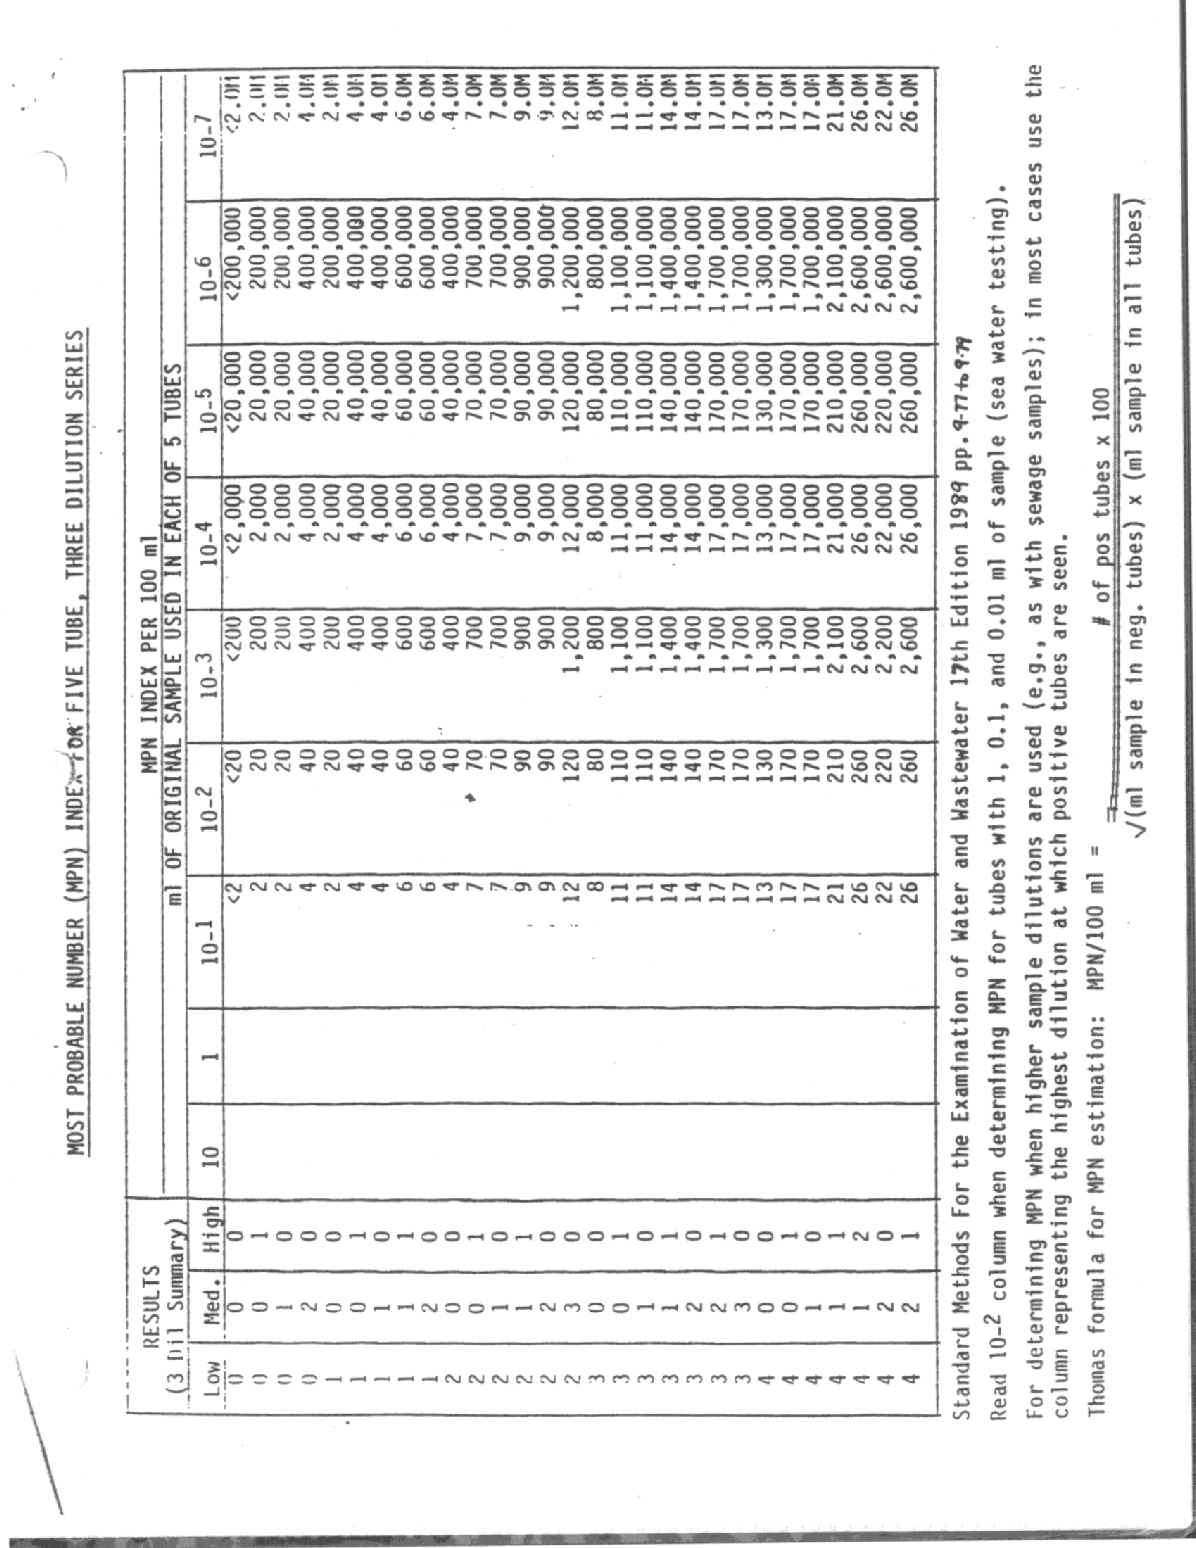 MOST PROBABLE NUMBER (MPN) INDEX FOR FIVE TUBE, THREE DILUTION SERIES
RESULTS MPN INDEX PER 100 ml
(3 Dil Summary) ml OF ORIGINAL SAMPLE USED IN EACH OF 5 TUBES
Low Med. High 10 1 10-1 10-2 10-3 10-4 10-5 10-6 10-7
0 0 0 <2 <20 <200 <2,000 <20,000 <200,000 <2.0M
0 0 1 2 20 200 2,000 20,000 200,000 2.0M
0 1 0 2 20 200 2,000 20,000 200,000 2.0M
0 2 0 4 40 400 4,000 40,000 400,000 4.0M
1 0 0 2 20 200 2,000 20,000 200,000 2.0M
1 0 1 4 40 400 4,000 40,000 400,000 4.0M
1 1 0 4 40 400 4,000 40,000 400,000 4.0M
1 1 1 6 60 600 6,000 60,000 600,000 6.0M
1 2 0 6 60 600 6,000 60,000 600,000 6.0M
2 0 0 4 40 400 4,000 40,000 400,000 4.0M
2 0 1 7 70 700 7,000 70,000 700,000 7.0M
2 1 0 7 70 700 7,000 70,000 700,000 7.0M
2 1 1 9 90 900 9,000 90,000 900,000 9.0M
2 2 0 9 90 900 9,000 90,000 900,000 9.0M
2 3 0 12 120 1,200 12,000 120,000 1,200,000 12.0M
3 0 0 8 80 800 8,000 80,000 800,000 8.0M
3 0 1 11 110 1,100 11,000 110,000 1,100,000 11.0M
3 1 0 11 110 1,100 11,000 110,000 1,100,000 11.0M
3 1 1 14 140 1,400 14,000 140,000 1,400,000 14.0M
3 2 0 14 140 1,400 14,000 140,000 1,400,000 14.0M
3 2 1 17 170 1,700 17,000 170,000 1,700,000 17.0M
3 3 0 17 170 1,700 17,000 170,000 1,700,000 17.0M
4 0 0 13 130 1,300 13,000 130,000 1,300,000 13.0M
4 0 1 17 170 1,700 17,000 170,000 1,700,000 17.0M
4 1 0 17 170 1,700 17,000 170,000 1,700,000 17.0M
4 1 1 21 210 2,100 21,000 210,000 2,100,000 21.0M
4 1 2 26 260 2,600 26,000 260,000 2,600,000 26.0M
4 2 0 22 220 2,200 22,000 220,000 2,600,000 22.0M
4 2 1 26 260 2,600 26,000 260,000 2,600,000 26.0M
Standard Methods For the Examination of Water and Wastewater 17th Edition 1989 pp. 9-77 to 9-79
Read 10-2 column when determining MPN for tubes with 1, 0.1, and 0.01 ml of sample (sea water testing).
For determining MPN when higher sample dilutions are used (e.g., as with sewage samples); in most cases use the
column representing the highest dilution at which positive tubes are seen.
Thomas formula for MPN estimation: MPN/100 ml = # of pos tubes x 100
√(ml sample in neg. tubes) x (ml sample in all tubes)